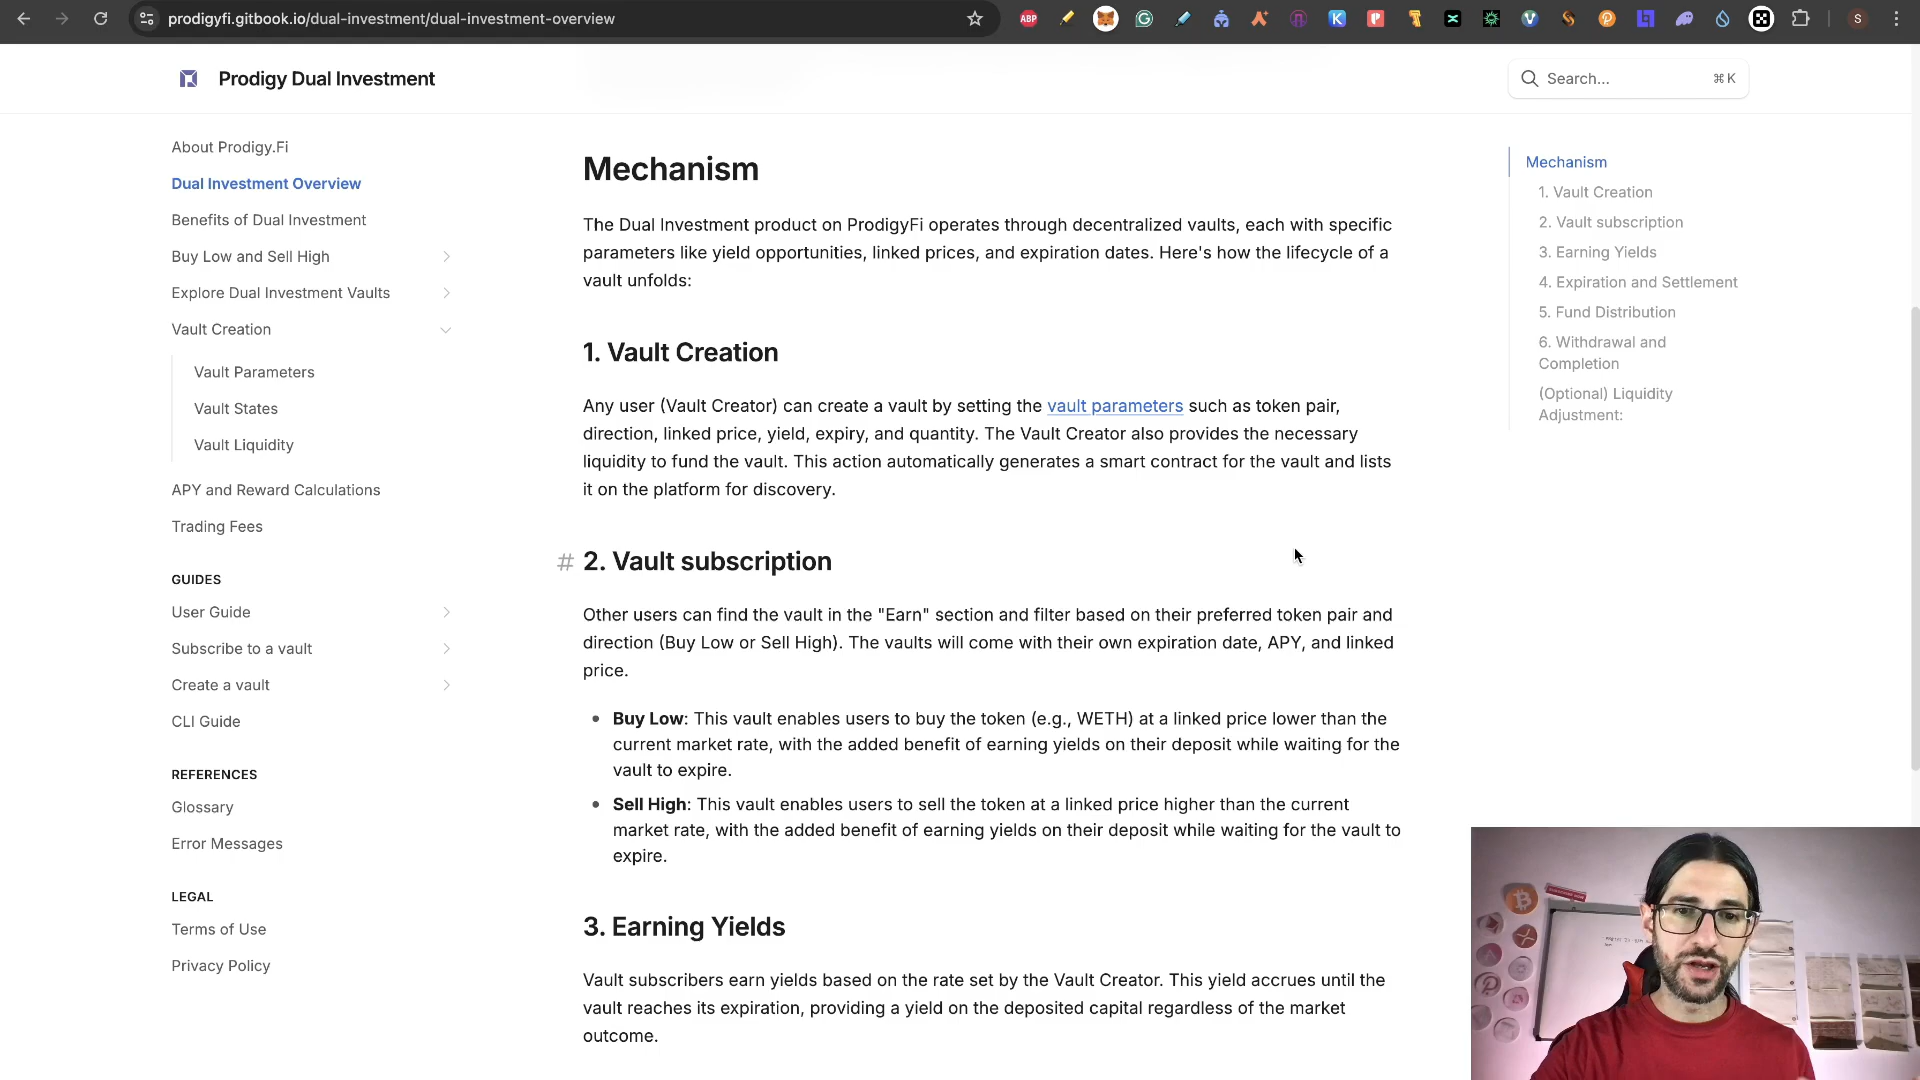 prodigyfi.gitbook.io/dual-investment/dual-investment-overview
ABP
S
Prodigy Dual Investment
Search...
⌘ K
About Prodigy.Fi
Dual Investment Overview
Benefits of Dual Investment
Buy Low and Sell High
Explore Dual Investment Vaults
Vault Creation
Vault Parameters
Vault States
Vault Liquidity
APY and Reward Calculations
Trading Fees
GUIDES
User Guide
Subscribe to a vault
Create a vault
CLI Guide
REFERENCES
Glossary
Error Messages
LEGAL
Terms of Use
Privacy Policy
Mechanism
The Dual Investment product on ProdigyFi operates through decentralized vaults, each with specific
parameters like yield opportunities, linked prices, and expiration dates. Here's how the lifecycle of a
vault unfolds:
1. Vault Creation
Any user (Vault Creator) can create a vault by setting the vault parameters such as token pair,
direction, linked price, yield, expiry, and quantity. The Vault Creator also provides the necessary
liquidity to fund the vault. This action automatically generates a smart contract for the vault and lists
it on the platform for discovery.
# 2. Vault subscription
Other users can find the vault in the "Earn" section and filter based on their preferred token pair and
direction (Buy Low or Sell High). The vaults will come with their own expiration date, APY, and linked
price.
• Buy Low: This vault enables users to buy the token (e.g., WETH) at a linked price lower than the
current market rate, with the added benefit of earning yields on their deposit while waiting for the
vault to expire.
• Sell High: This vault enables users to sell the token at a linked price higher than the current
market rate, with the added benefit of earning yields on their deposit while waiting for the vault to
expire.
3. Earning Yields
Vault subscribers earn yields based on the rate set by the Vault Creator. This yield accrues until the
vault reaches its expiration, providing a yield on the deposited capital regardless of the market
outcome.
Mechanism
1. Vault Creation
2. Vault subscription
3. Earning Yields
4. Expiration and Settlement
5. Fund Distribution
6. Withdrawal and
Completion
(Optional) Liquidity
Adjustment: